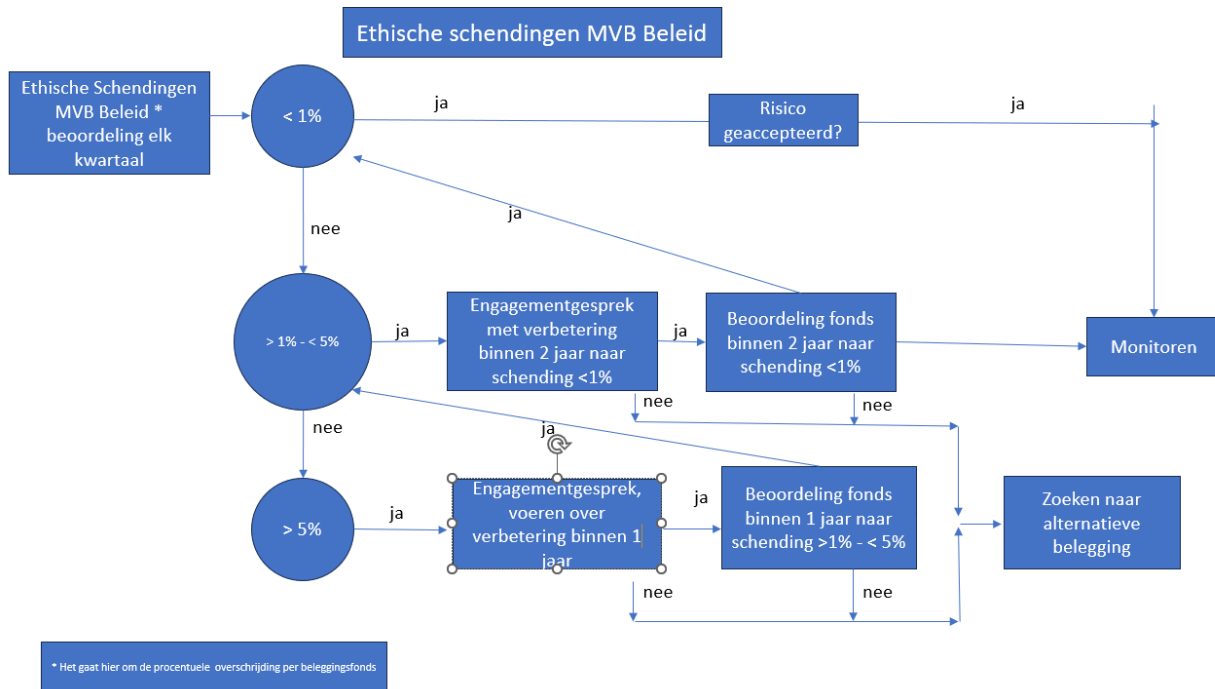 Ethische schendingen MVB Beleid
Ethische Schendingen
MVB Beleid *
beoordeling elk
kwartaal
< 1%
ja
Risico
geaccepteerd?
ja
ja
nee
> 1% - < 5%
ja
Engagementgesprek
met verbetering
binnen 2 jaar naar
schending <1%
ja
Beoordeling fonds
binnen 2 jaar naar
schending <1%
Monitoren
nee
nee
nee
ja
> 5%
ja
Engagementgesprek,
voeren over
verbetering binnen 1
jaar
ja
Beoordeling fonds
binnen 1 jaar naar
schending >1% - < 5%
Zoeken naar
alternatieve
belegging
nee
nee
* Het gaat hier om de procentuele overschrijding per beleggingsfonds